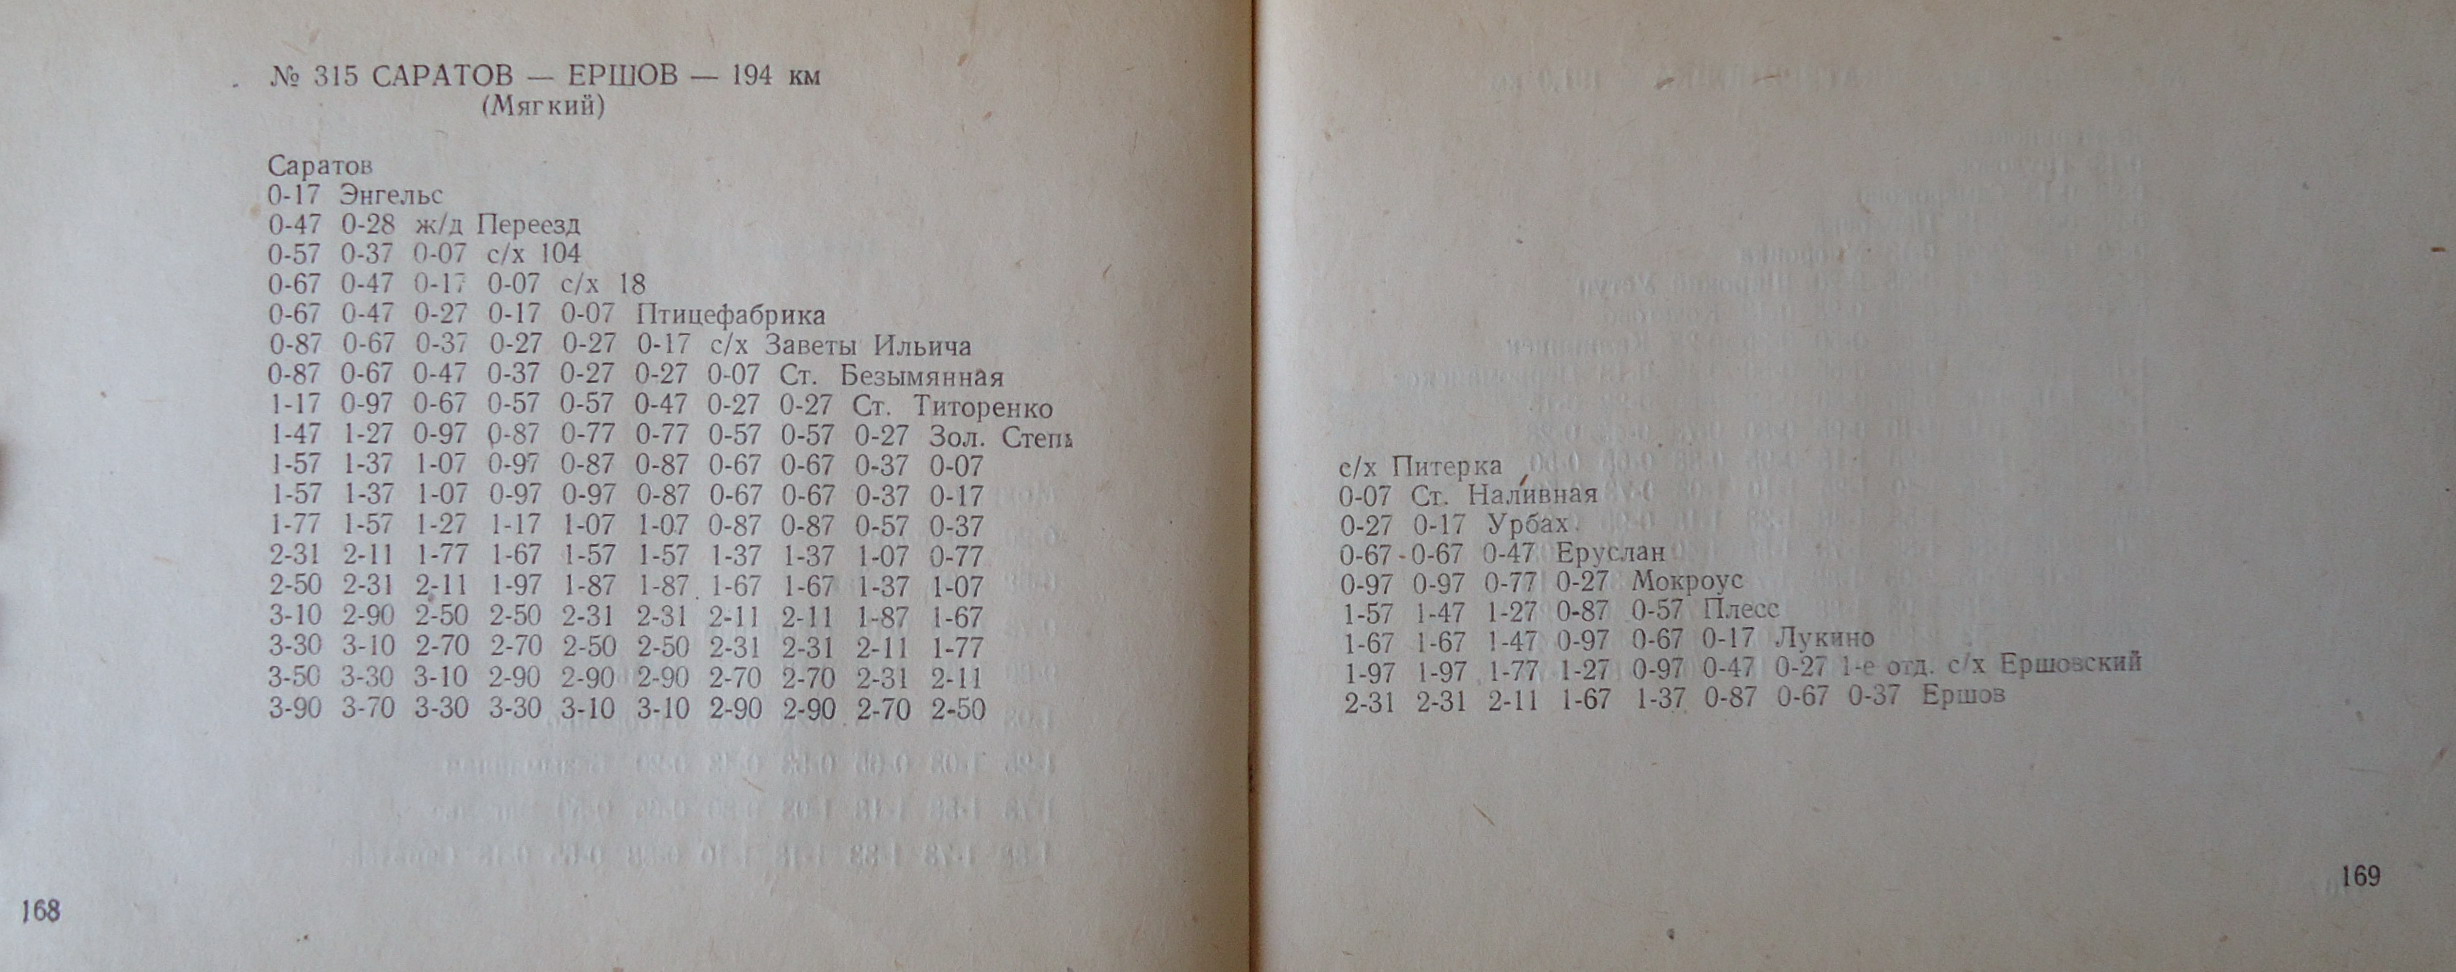 № 315 САРАТОВ — ЕРШОВ — 194 км
(Мягкий)
Саратов
0-17 Энгельс
0-47 0-28 ж/д Переезд
0-57 0-37 0-07 с/х 104
0-67 0-47 0-17 0-07 с/х 18
0-67 0-47 0-27 0-17 0-07 Птицефабрика
0-87 0-67 0-37 0-27 0-27 0-17 с/х Заветы Ильича
0-87 0-67 0-47 0-37 0-27 0-27 0-07 Ст. Безымянная
1-17 0-97 0-67 0-57 0-57 0-47 0-27 0-27 Ст. Титоренко
1-47 1-27 0-97 0-87 0-77 0-77 0-57 0-57 0-27 Зол. Степь
1-57 1-37 1-07 0-97 0-87 0-87 0-67 0-67 0-37 0-07
1-57 1-37 1-07 0-97 0-97 0-87 0-67 0-67 0-37 0-17
1-77 1-57 1-27 1-17 1-07 1-07 0-87 0-87 0-57 0-37
2-31 2-11 1-77 1-67 1-57 1-57 1-37 1-37 1-07 0-77
2-50 2-31 2-11 1-97 1-87 1-87 1-67 1-67 1-37 1-07
3-10 2-90 2-50 2-50 2-31 2-31 2-11 2-11 1-87 1-67
3-30 3-10 2-70 2-70 2-50 2-50 2-31 2-31 2-11 1-77
3-50 3-30 3-10 2-90 2-90 2-90 2-70 2-70 2-31 2-11
3-90 3-70 3-30 3-30 3-10 3-10 2-90 2-90 2-70 2-50
168
с/х Питерка
0-07 Ст. Наливная
0-27 0-17 Урбах
0-67 0-67 0-47 Еруслан
0-97 0-97 0-77 0-27 Мокроус
1-57 1-47 1-27 0-87 0-57 Плесс
1-67 1-67 1-47 0-97 0-67 0-17 Лукино
1-97 1-97 1-77 1-27 0-97 0-47 0-27 1-е отд. с/х Ершовский
2-31 2-31 2-11 1-67 1-37 0-87 0-67 0-37 Ершов
169